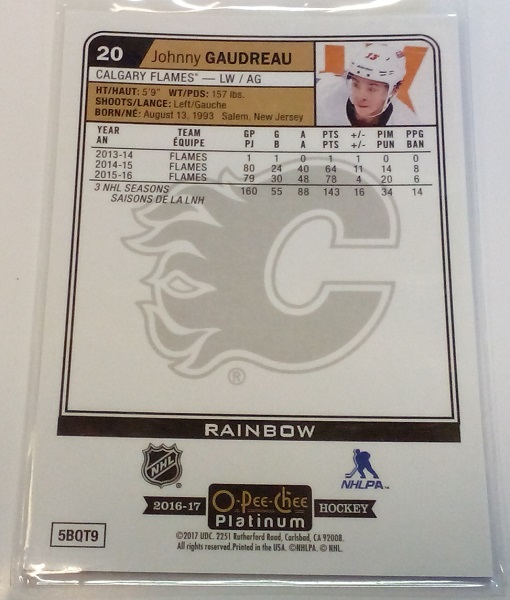 20 Johnny GAUDREAU
13
CALGARY FLAMES® — LW / AG
HT/HAUT: 5'9" WT/PDS: 157 lbs.
SHOOTS/LANCE: Left/Gauche
BORN/NÉ: August 13, 1993 Salem, New Jersey
YEAR TEAM GP G A PTS +/- PIM PPG
AN ÉQUIPE PJ B A PTS +/- PUN BAN
2013-14 FLAMES 1 1 0 1 1 0 0
2014-15 FLAMES 80 24 40 64 11 14 8
2015-16 FLAMES 79 30 48 78 4 20 6
3 NHL SEASONS 160 55 88 143 16 34 14
SAISONS DE LA LNH
®
RAINBOW
NHL ®
NHLPA™
2016-17 O-Pee-Chee Platinum HOCKEY
5BQT9
©2017 UDC. 2251 Rutherford Road, Carlsbad, CA 92008.
All rights reserved. Printed in the USA. ©NHLPA. © NHL.